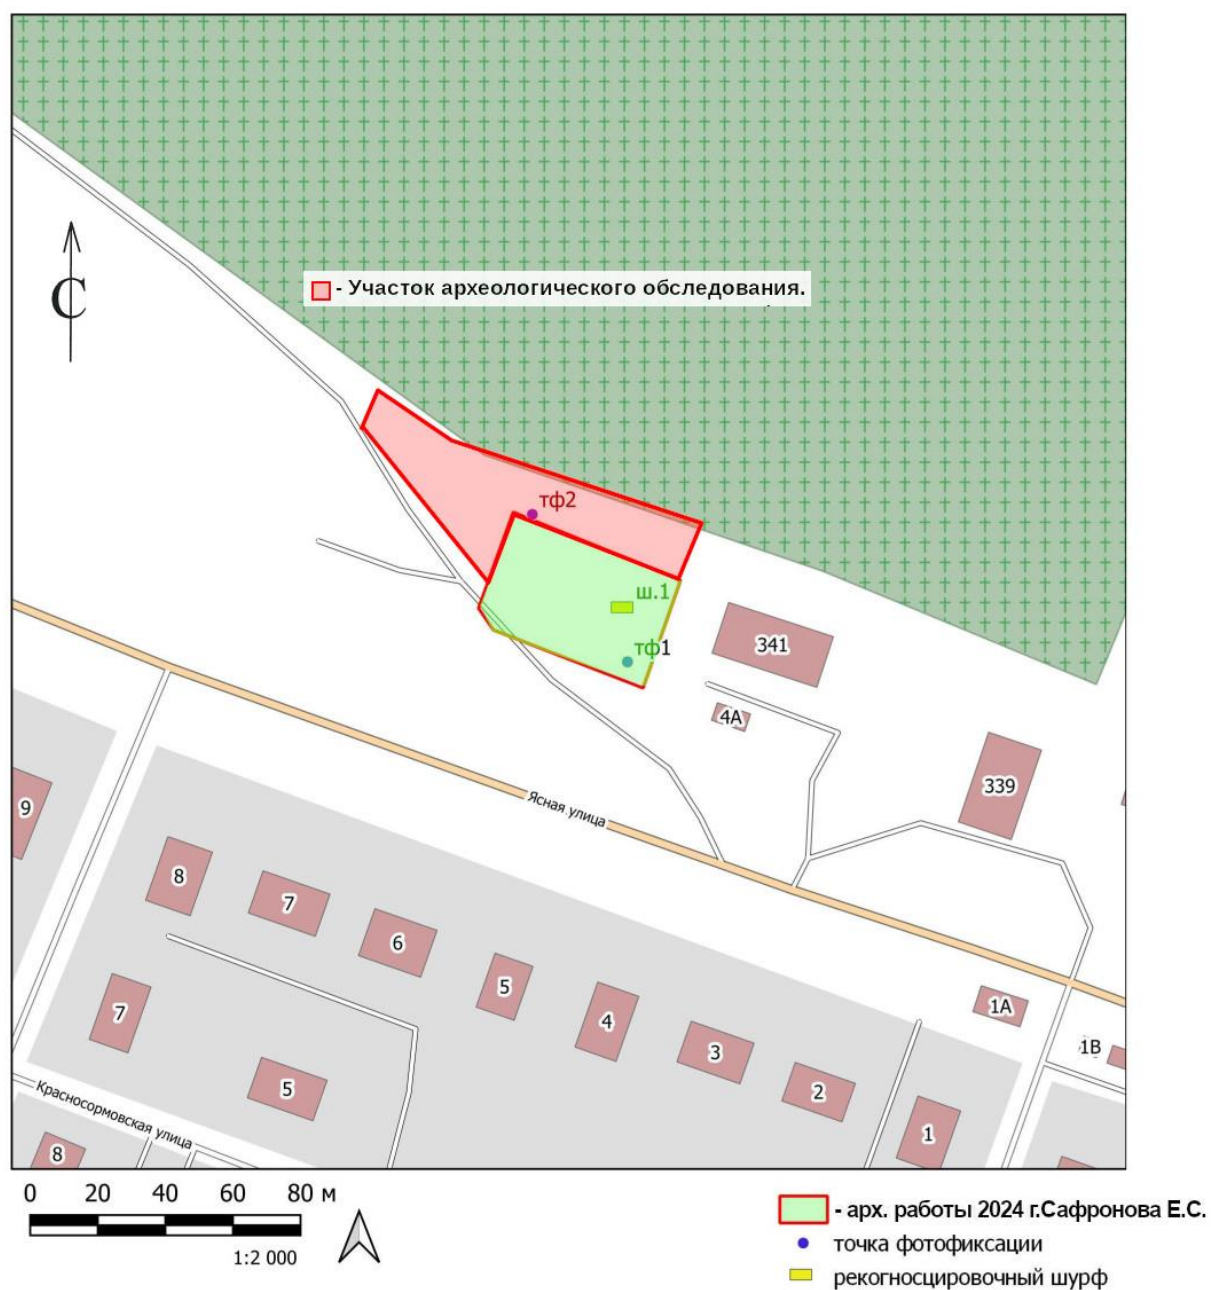 С
- Участок археологического обследования.
тф2
ш.1
тф1
341
4А
339
9
Ясная улица
8
7
6
5
4
3
2
1
1А
1В
7
5
Красносормовская улица
8
0 20 40 60 80 м
1:2 000
- арх. работы 2024 г.Сафронова Е.С.
точка фотофиксации
рекогносцировочный шурф